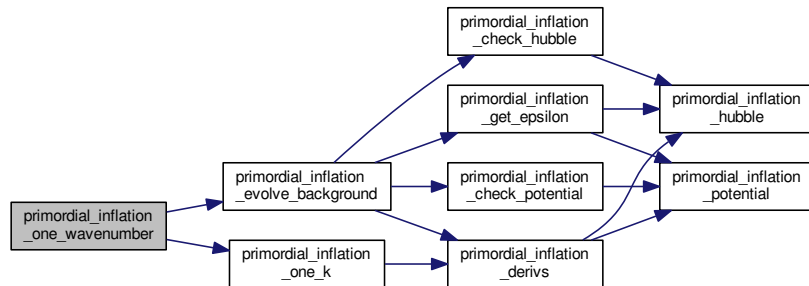 primordial_inflation
_one_wavenumber
primordial_inflation
_evolve_background
primordial_inflation
_one_k
primordial_inflation
_check_hubble
primordial_inflation
_get_epsilon
primordial_inflation
_check_potential
primordial_inflation
_derivs
primordial_inflation
_hubble
primordial_inflation
_potential